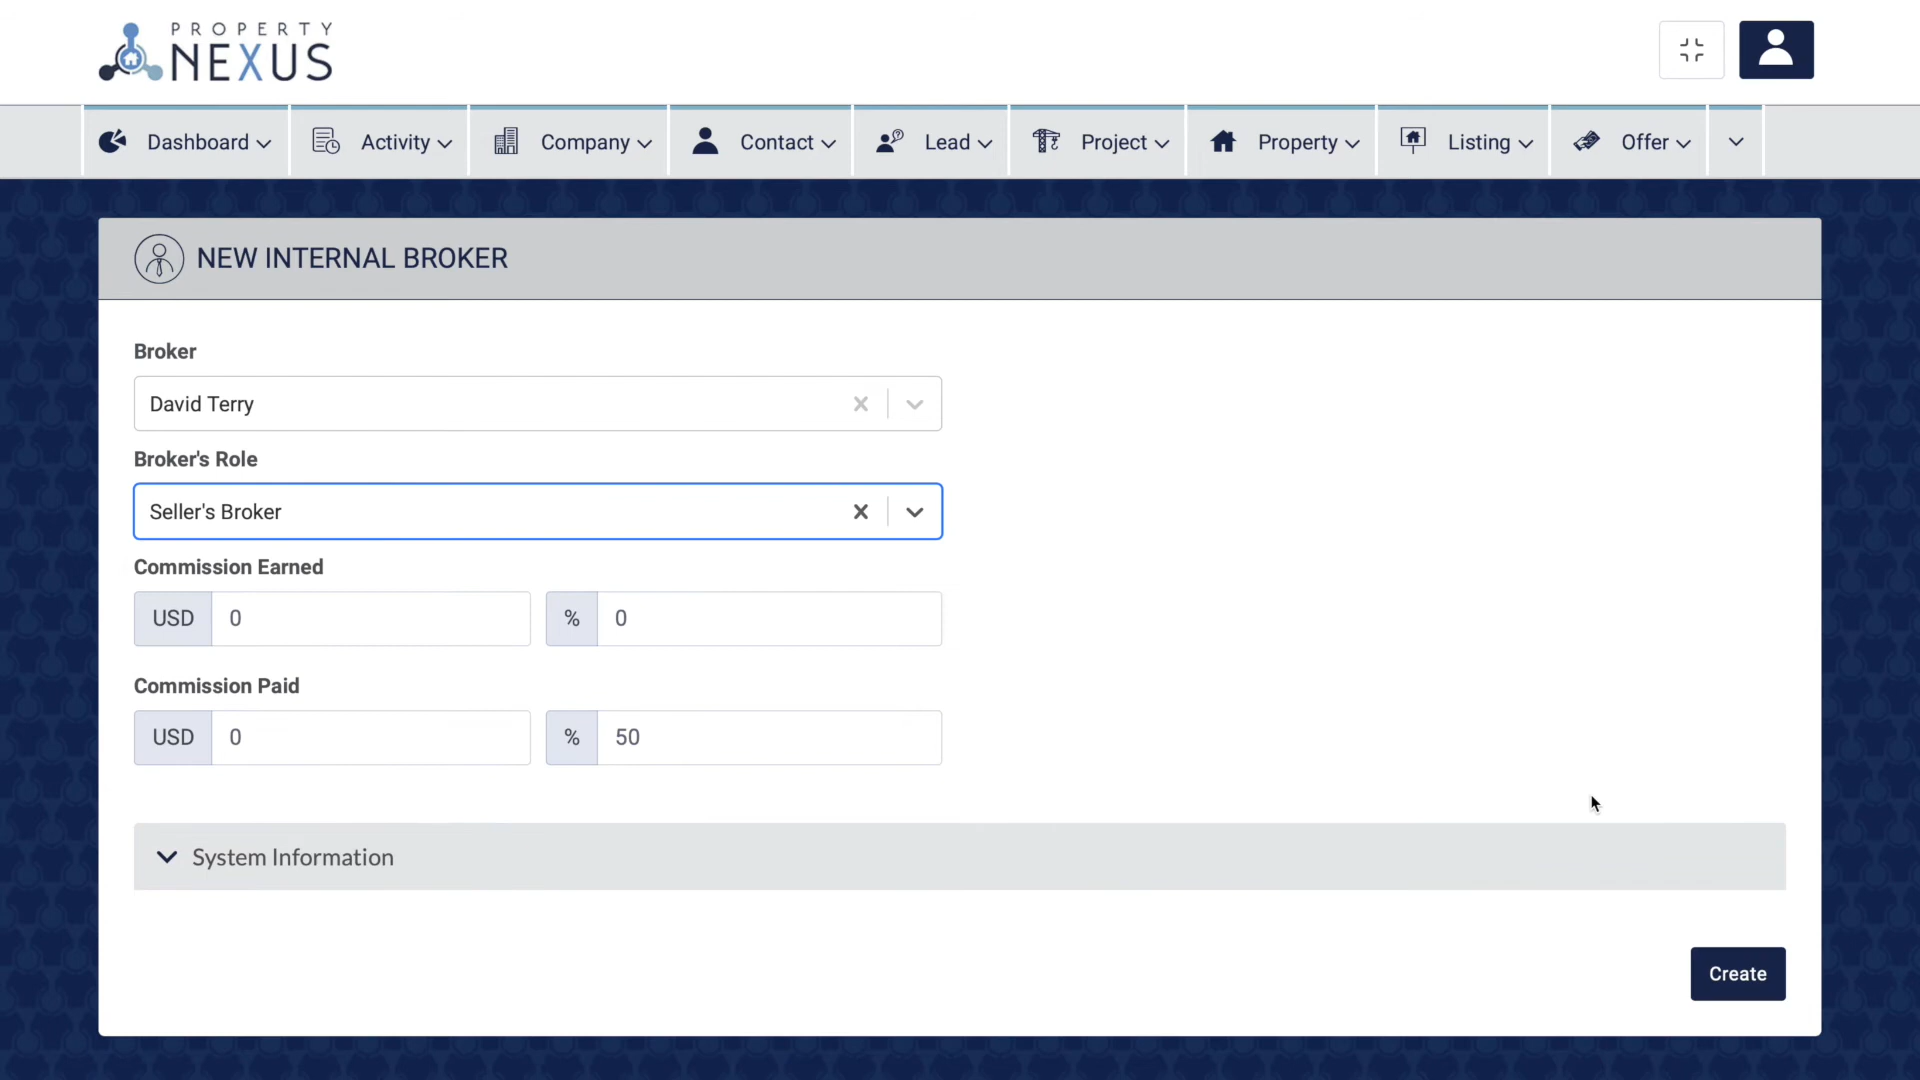 PROPERTY
NEXUS
Dashboard
Activity
Company
Contact
Lead
Project
Property
Listing
Offer
NEW INTERNAL BROKER
Broker
David Terry
Broker's Role
Seller's Broker
Commission Earned
USD 0 % 0
Commission Paid
USD 0 % 50
System Information
Create